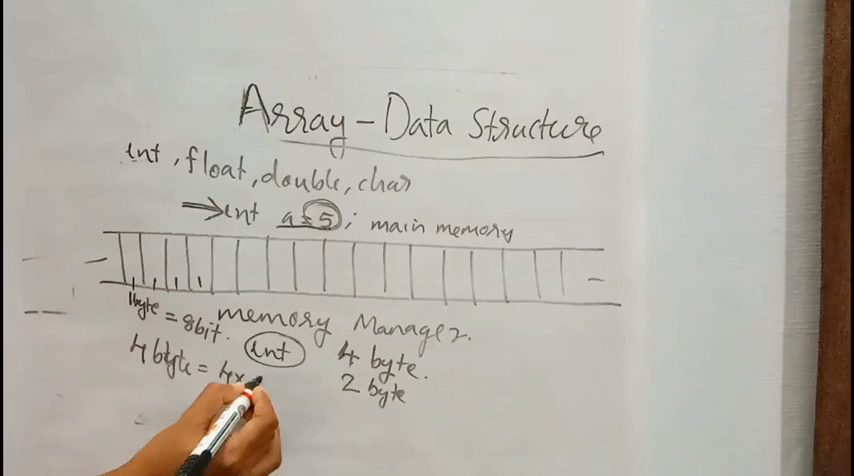 Array - Data Structure
int, float, double, char
⇒ int a = 5; main memory
1byte = 8bit. memory Manager.
4 btyte = 4x int 4 byte.
2 byte